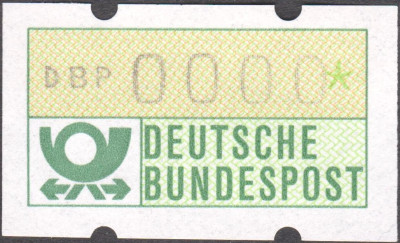 DBP 0000*
DEUTSCHE
BUNDESPOST